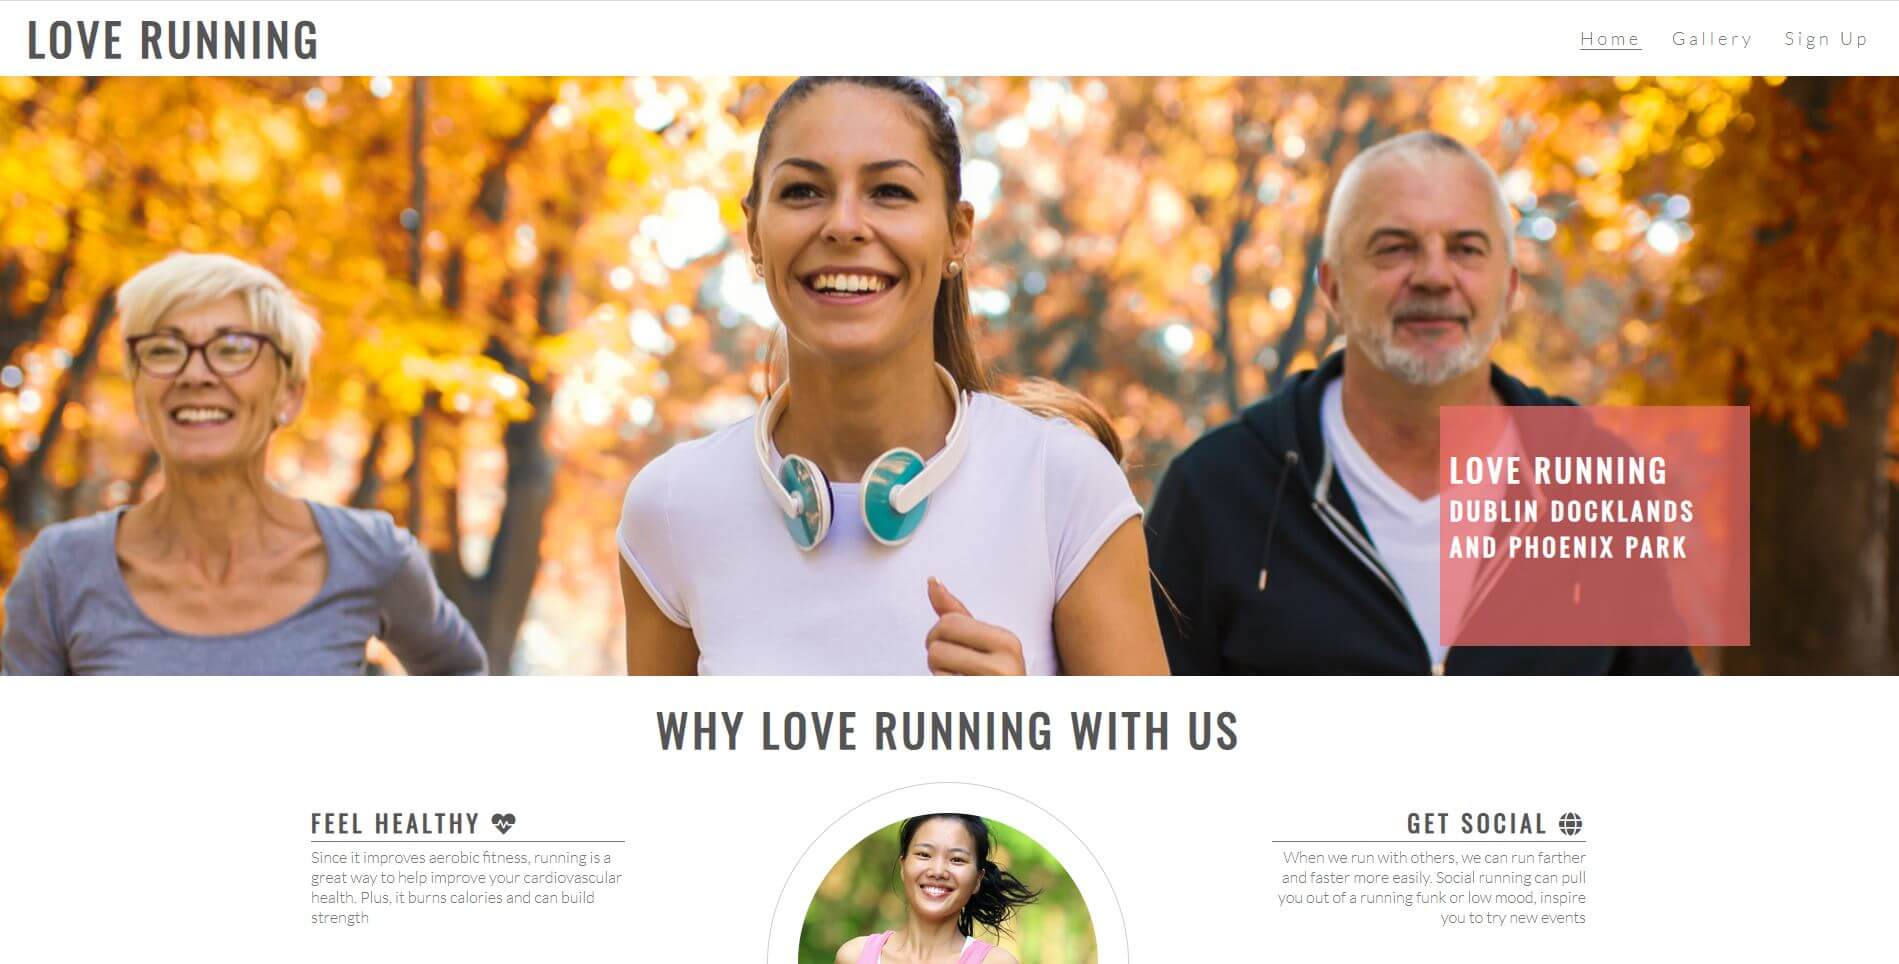 LOVE RUNNING
Home Gallery Sign Up
LOVE RUNNING
DUBLIN DOCKLANDS
AND PHOENIX PARK
WHY LOVE RUNNING WITH US
FEEL HEALTHY
Since it improves aerobic fitness, running is a
great way to help improve your cardiovascular
health. Plus, it burns calories and can build
strength
GET SOCIAL
When we run with others, we can run farther
and faster more easily. Social running can pull
you out of a running funk or low mood, inspire
you to try new events